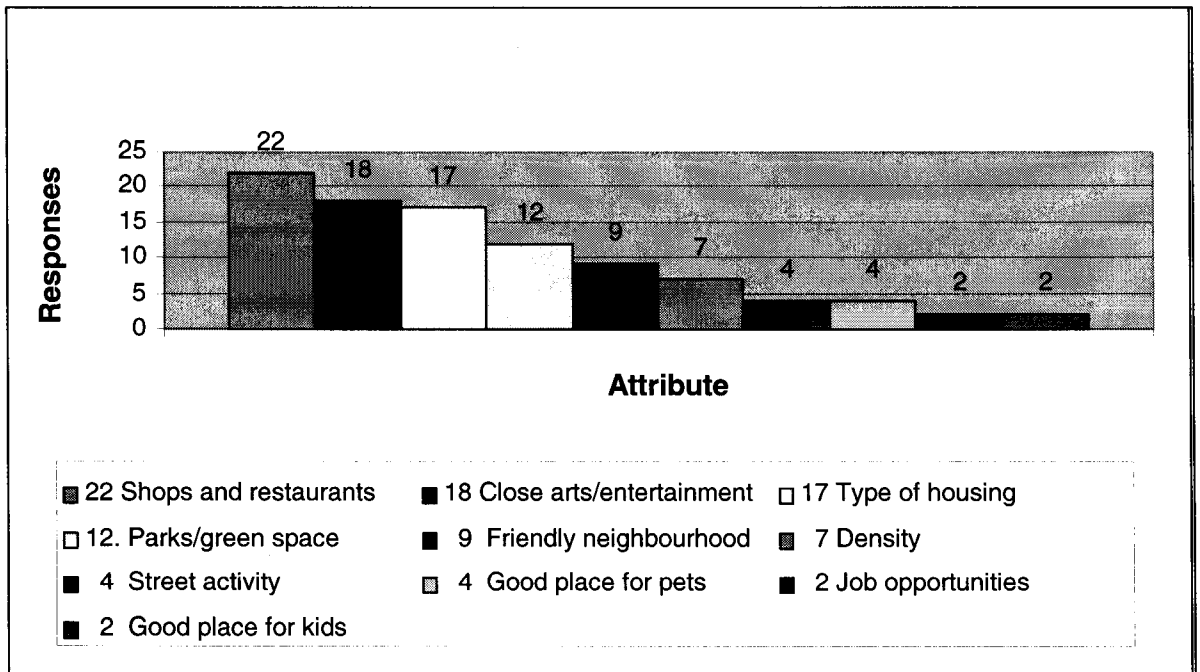 22
18
17
12
9
7
4
4
2
2
25
20
15
10
5
0
Responses
Attribute
22 Shops and restaurants
18 Close arts/entertainment
17 Type of housing
12. Parks/green space
9 Friendly neighbourhood
7 Density
4 Street activity
4 Good place for pets
2 Job opportunities
2 Good place for kids